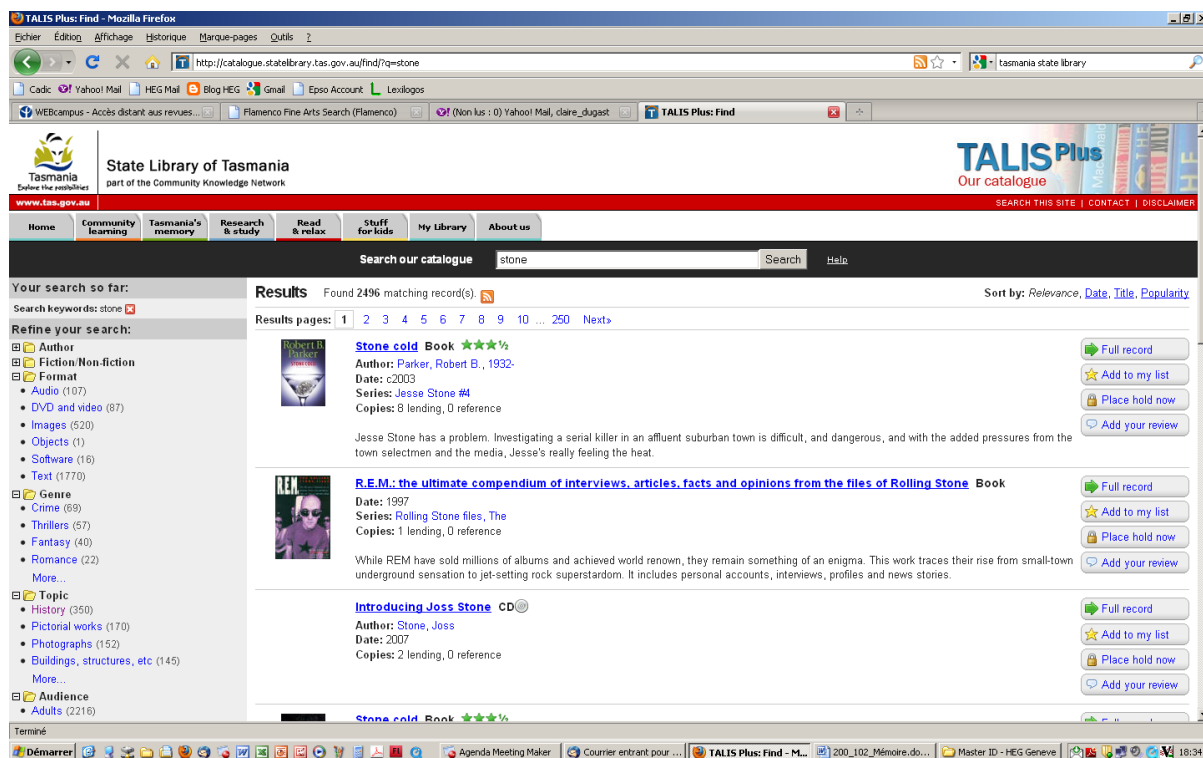 TALIS Plus: Find - Mozilla Firefox
Eichier Édition Affichage Historique Marque-pages Outils ?
http://catalogue.statelibrary.tas.gov.au/find/?q=stone
tasmania state library
Cadic Yahoo! Mail HEG Mail Blog HEG Gmail Epso Account Lexilogos
WEBcampus - Accès distant aus revues... Flamenco Fine Arts Search (Flamenco) (Non lus : 0) Yahoo! Mail, claire_dugast TALIS Plus: Find
Tasmania
Explore the possibilities
State Library of Tasmania
part of the Community Knowledge Network
TALIS Plus
Our catalogue
www.tas.gov.au
SEARCH THIS SITE | CONTACT | DISCLAIMER
Home Community learning Tasmania's memory Research & study Read & relax Stuff for kids My Library About us
Search our catalogue stone Search Help
Your search so far:
Search keywords: stone
Refine your search:
Author
Fiction/Non-fiction
Format
Audio (107)
DVD and video (87)
Images (520)
Objects (1)
Software (16)
Text (1770)
Genre
Crime (69)
Thrillers (57)
Fantasy (40)
Romance (22)
More...
Topic
History (350)
Pictorial works (170)
Photographs (152)
Buildings, structures, etc (145)
More...
Audience
Adults (2216)
Results Found 2496 matching record(s).
Sort by: Relevance, Date, Title, Popularity
Results pages: 1 2 3 4 5 6 7 8 9 10 ... 250 Next»
Robert B.
Parker
STONE COLD
Stone cold Book ½
Author: Parker, Robert B., 1932-
Date: c2003
Series: Jesse Stone #4
Copies: 8 lending, 0 reference
Jesse Stone has a problem. Investigating a serial killer in an affluent suburban town is difficult, and dangerous, and with the added pressures from the
town selectmen and the media, Jesse's really feeling the heat.
Full record
Add to my list
Place hold now
Add your review
REM
R.E.M.: the ultimate compendium of interviews, articles, facts and opinions from the files of Rolling Stone Book
Date: 1997
Series: Rolling Stone files, The
Copies: 1 lending, 0 reference
While REM have sold millions of albums and achieved world renown, they remain something of an enigma. This work traces their rise from small-town
underground sensation to jet-setting rock superstardom. It includes personal accounts, interviews, profiles and news stories.
Full record
Add to my list
Place hold now
Add your review
Introducing Joss Stone CD
Author: Stone, Joss
Date: 2007
Copies: 2 lending, 0 reference
Full record
Add to my list
Place hold now
Add your review
Stone cold Book ½
Terminé
Démarrer Agenda Meeting Maker Courrier entrant pour ... TALIS Plus: Find - M... 200_102_Mémoire.do... Master ID - HEG Geneve 18:34